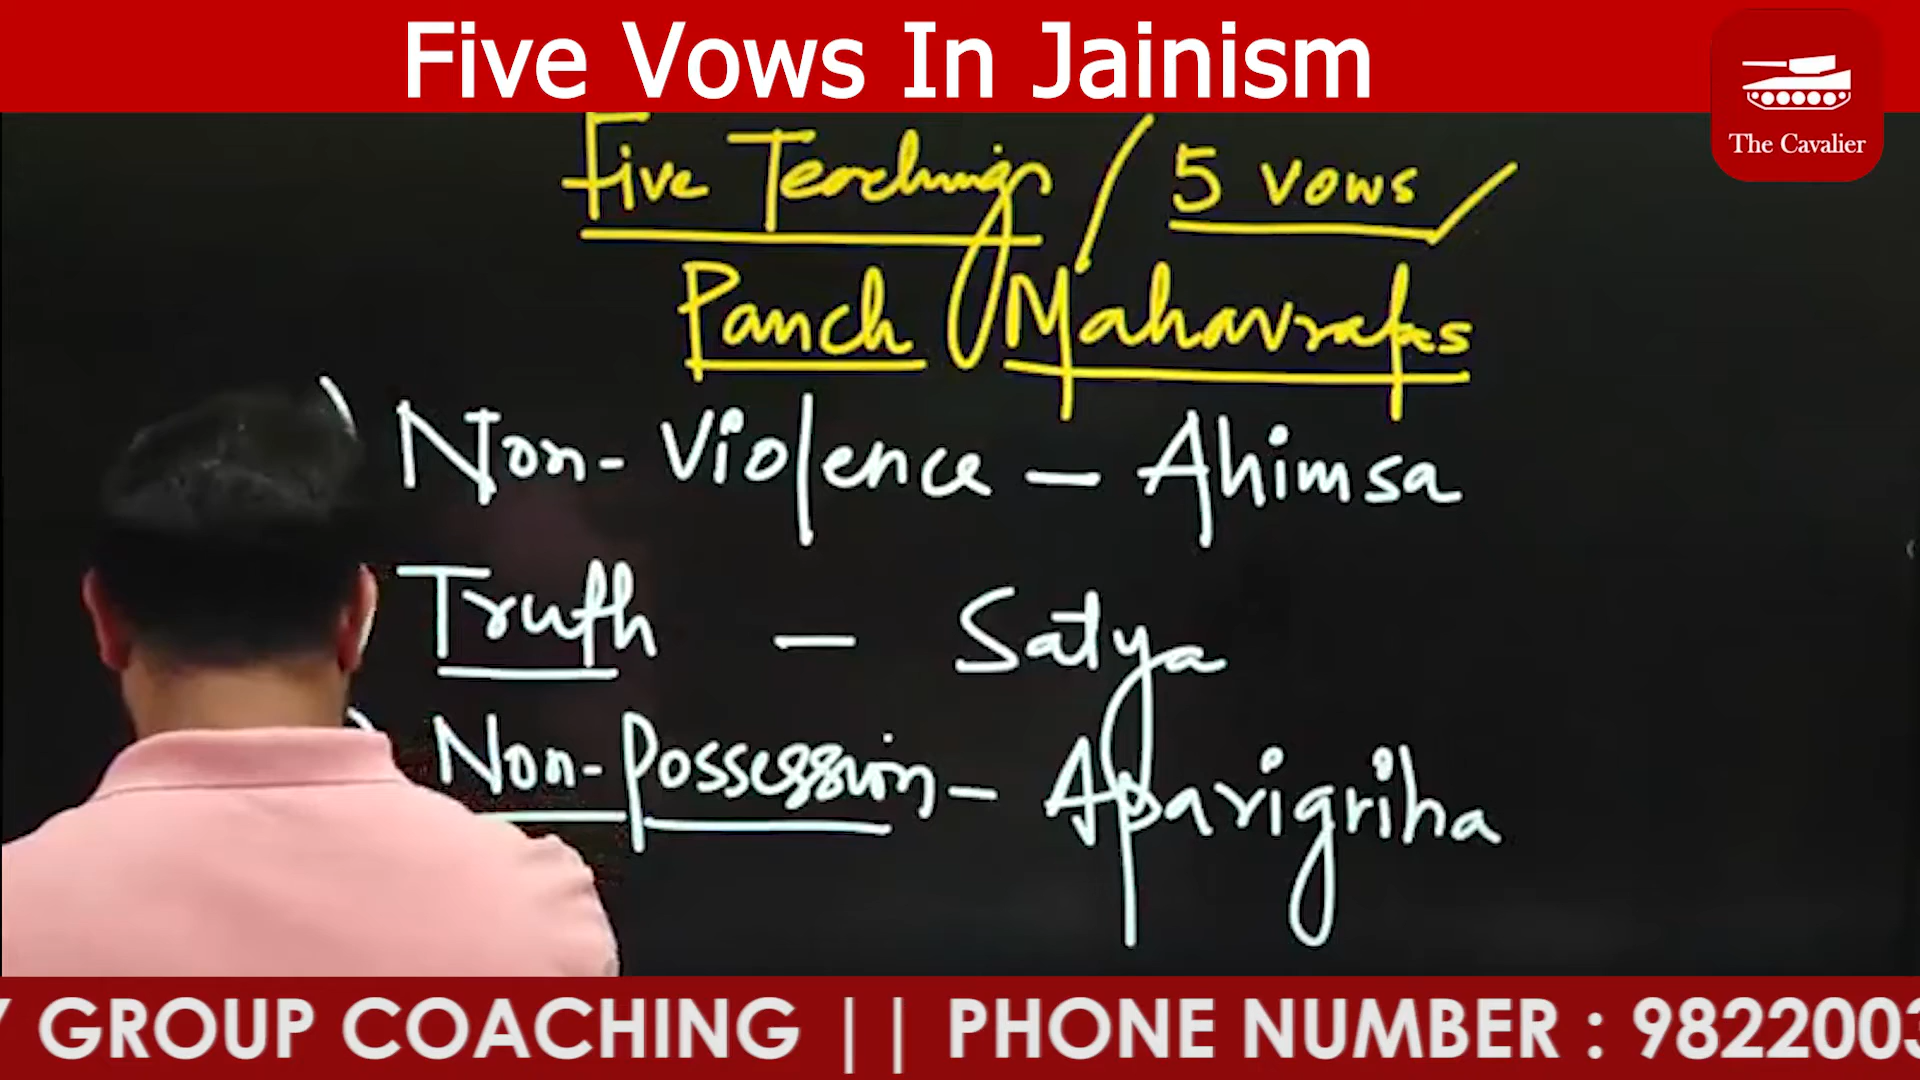 Five Vows In Jainism
The Cavalier
Five Teachings / 5 vows /
Panch Mahavratas
) Non-Violence – Ahimsa
Truth – Satya
) Non-Possession – Aparigriha
Y GROUP COACHING || PHONE NUMBER : 9822003